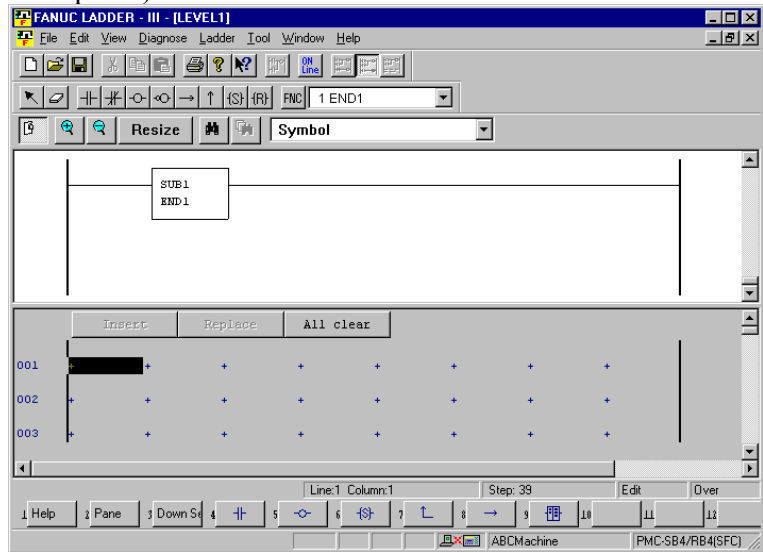 FANUC LADDER - III - [LEVEL1]
File Edit View Diagnose Ladder Tool Window Help
ON Line
{S} {R} FNC 1 END1
Resize Symbol
SUB1
END1
Insert Replace All clear
001
002
003
Line:1 Column:1 Step: 39 Edit Over
1 Help 2 Pane 3 Down Se 4 5 6 {S} 7 8 9 10 11 12
ABCMachine PMC-SB4/RB4(SFC)